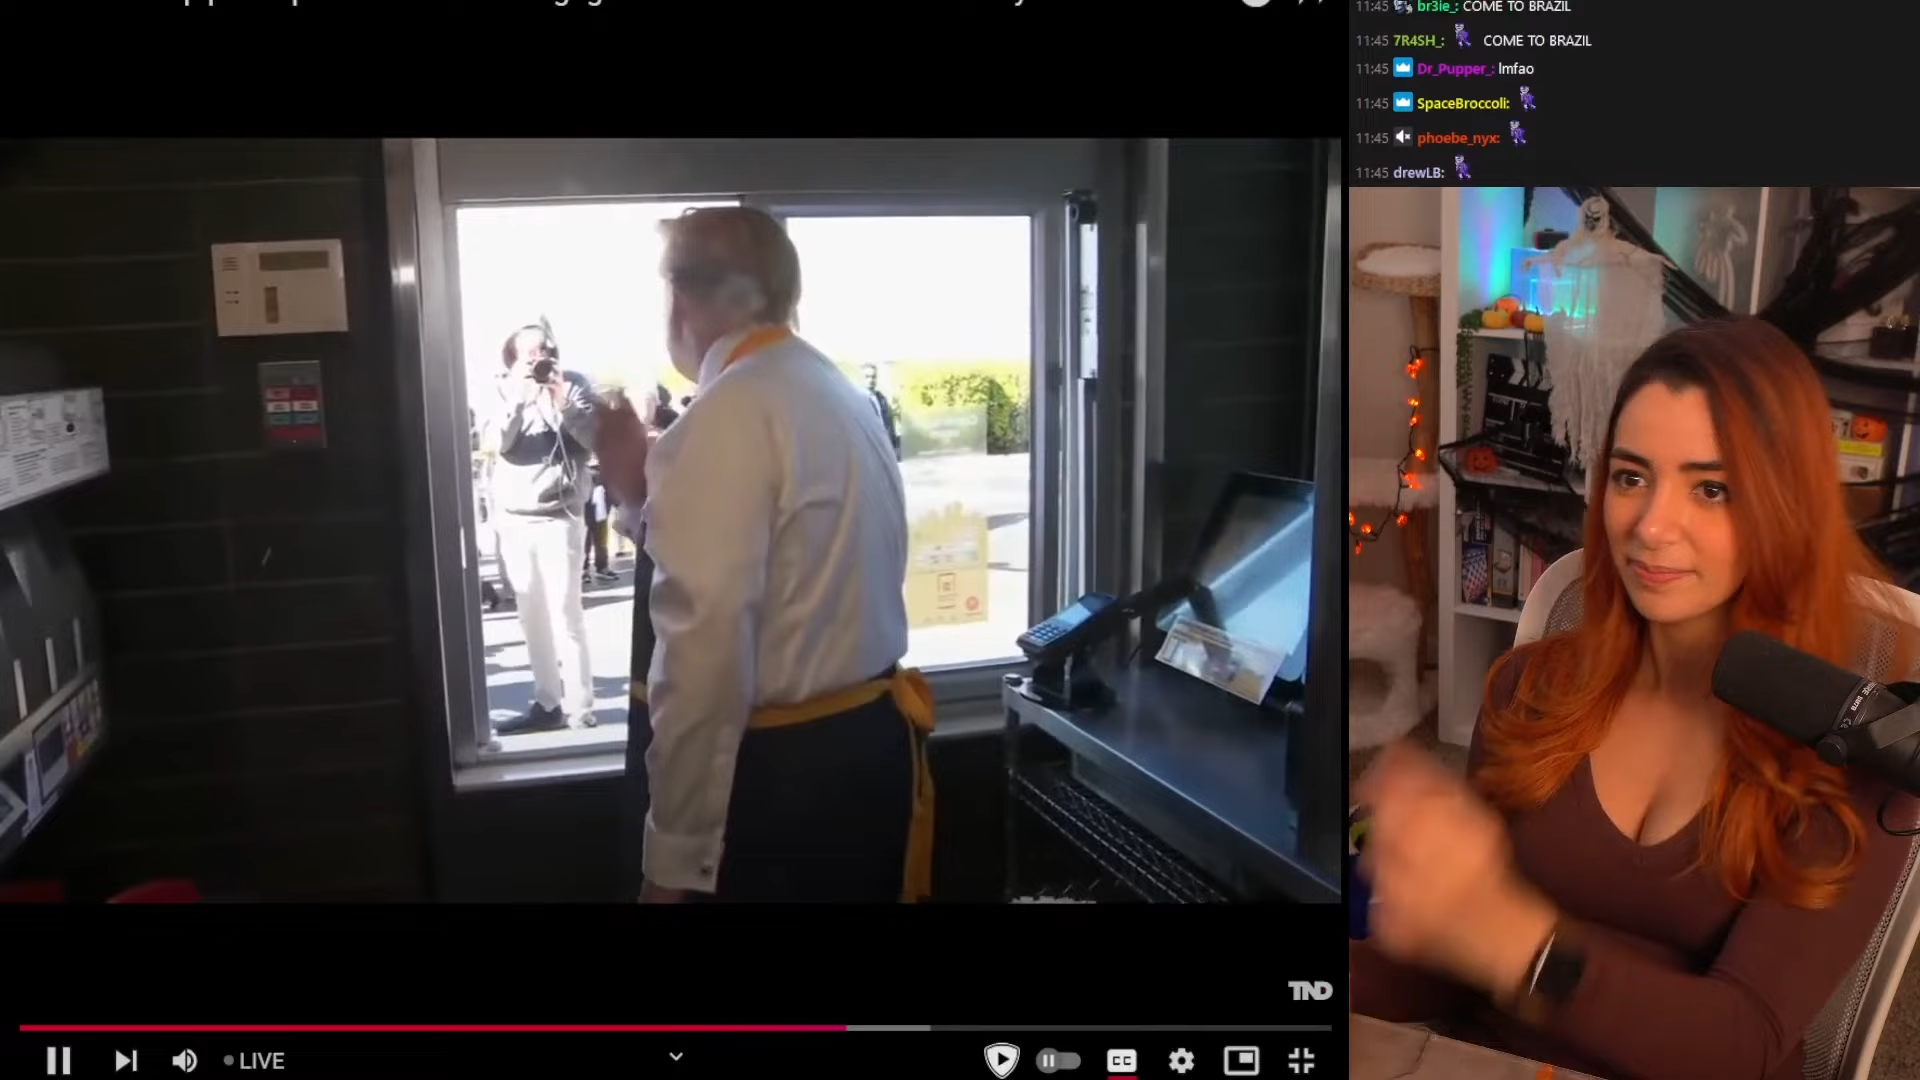 11:45 br3ie_: COME TO BRAZIL
11:45 7R4SH_: COME TO BRAZIL
11:45 Dr_Pupper_: lmfao
11:45 SpaceBroccoli:
11:45 phoebe_nyx:
11:45 drewLB:
TND
LIVE
CC